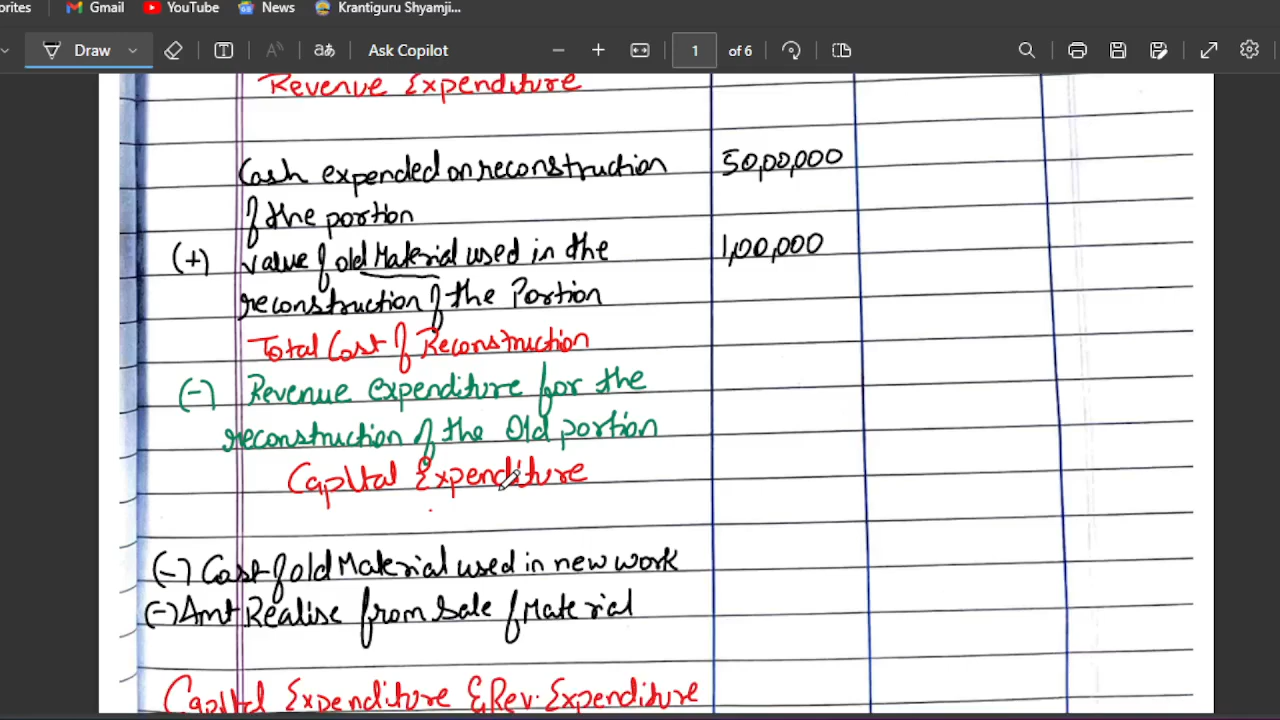 orites Gmail YouTube News Krantiguru Shyamji...
Draw aあ Ask Copilot 1 of 6
Revenue Expenditure
Cash expended on reconstruction 50,00,000
of the portion
(+) Value of old Material used in the 1,00,000
reconstruction of the Portion
Total Cost of Reconstruction
(-) Revenue expenditure for the
reconstruction of the Old portion
Capital Expenditure
(-) Cost of old Material used in new work
(-) Amt Realise from Sale of Material
Capital Expenditure & Rev. Expenditure